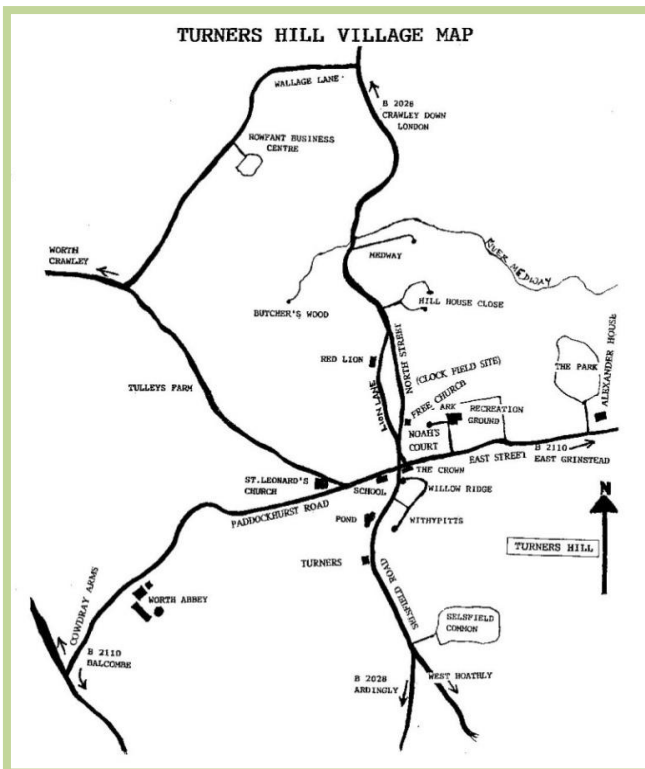 TURNERS HILL VILLAGE MAP
WALLAGE LANE
B 2028
CRAWLEY DOWN
LONDON
ROWFANT BUSINESS
CENTRE
WORTH
CRAWLEY
MEDWAY
RIVER MEDWAY
BUTCHER'S WOOD
HILL HOUSE CLOSE
RED LION
NORTH STREET
(CLOCK FIELD SITE)
THE PARK
ALEXANDER HOUSE
TULLEYS FARM
LION LANE
FREE CHURCH
ARK
RECREATION
GROUND
NOAH'S
COURT
EAST STREET
B 2110
EAST GRINSTEAD
THE CROWN
ST.LEONARD'S
CHURCH
SCHOOL
WILLOW RIDGE
N
PADDOCKHURST ROAD
POND
WITHYPITTS
TURNERS HILL
TURNERS
SELSFIELD ROAD
COWDRAY ARMS
WORTH ABBEY
SELSFIELD
COMMON
B 2110
BALCOMBE
B 2028
ARDINGLY
WEST HOATHLY